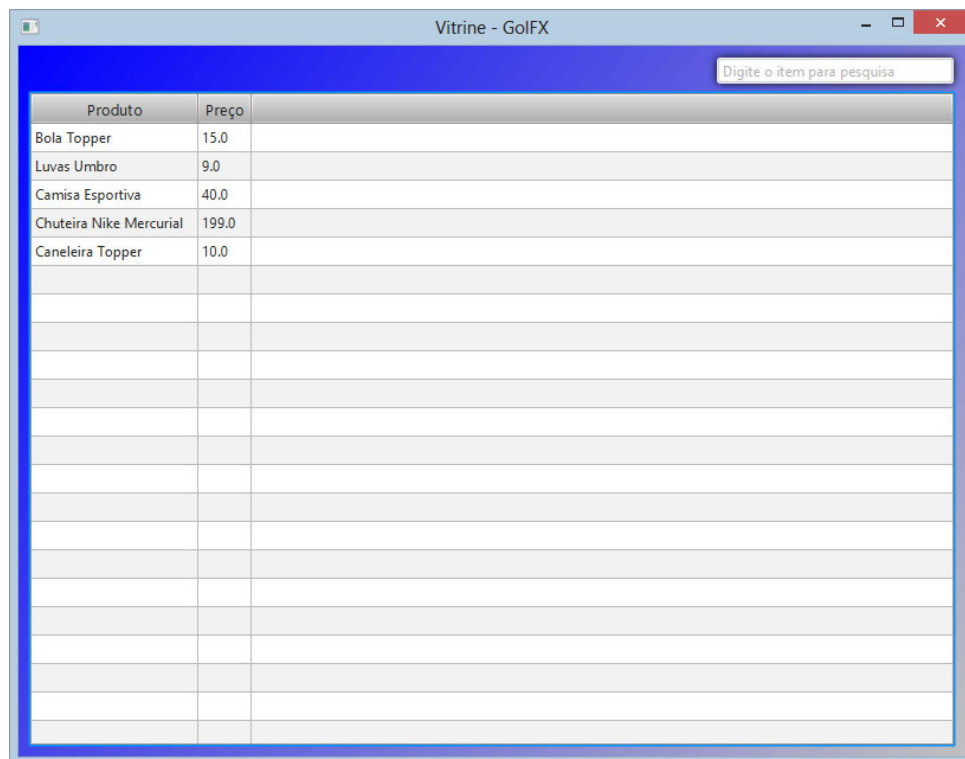 Vitrine - GolFX
Digite o item para pesquisa
Produto Preço
Bola Topper 15.0
Luvas Umbro 9.0
Camisa Esportiva 40.0
Chuteira Nike Mercurial 199.0
Caneleira Topper 10.0